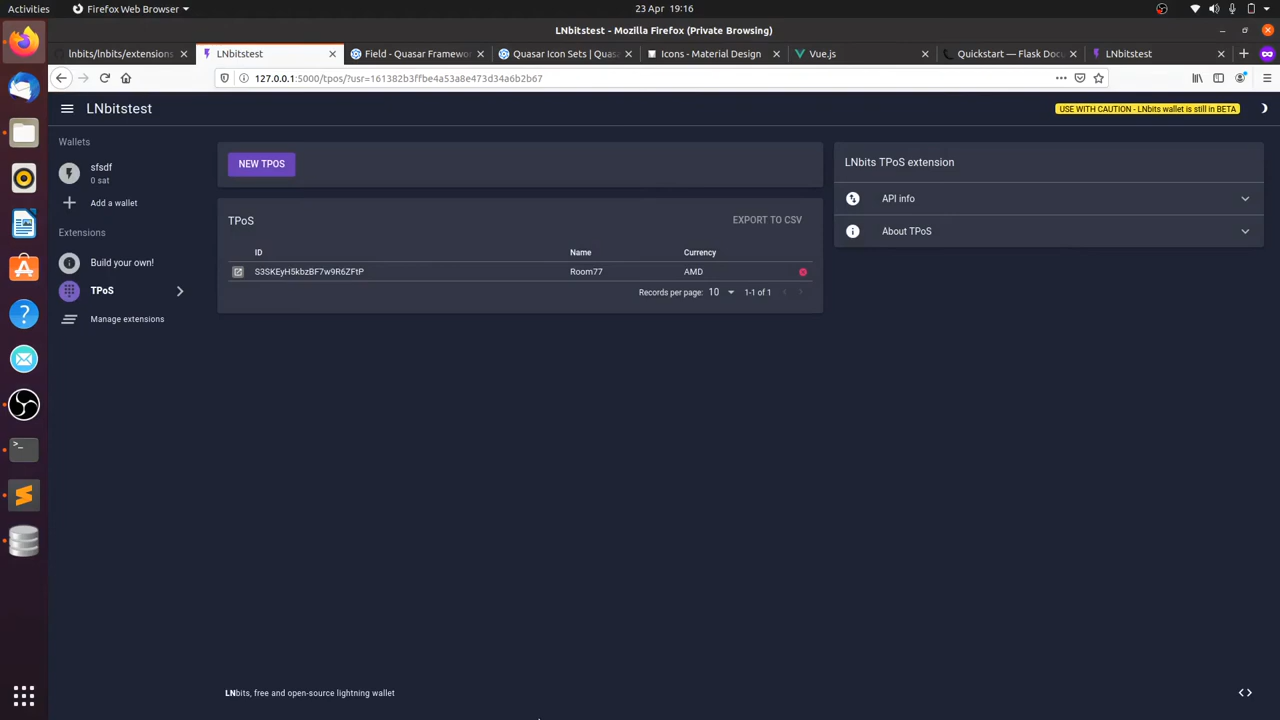 Activities
Firefox Web Browser
23 Apr 19:16
LNbitstest - Mozilla Firefox (Private Browsing)
lnbits/lnbits/extensions
LNbitstest
Field - Quasar Framewo
Quasar Icon Sets | Quas
Icons - Material Design
Vue.js
Quickstart — Flask Docu
LNbitstest
127.0.0.1:5000/tpos/?usr=161382b3ffbe4a53a8e473d34a6b2b67
LNbitstest
USE WITH CAUTION - LNbits wallet is still in BETA
Wallets
sfsdf
0 sat
Add a wallet
Extensions
Build your own!
TPoS
Manage extensions
NEW TPOS
TPoS
EXPORT TO CSV
ID Name Currency
S3SKEyH5kbzBF7w9R6ZFtP Room77 AMD
Records per page: 10 1-1 of 1
LNbits TPoS extension
API info
About TPoS
LNbits, free and open-source lightning wallet